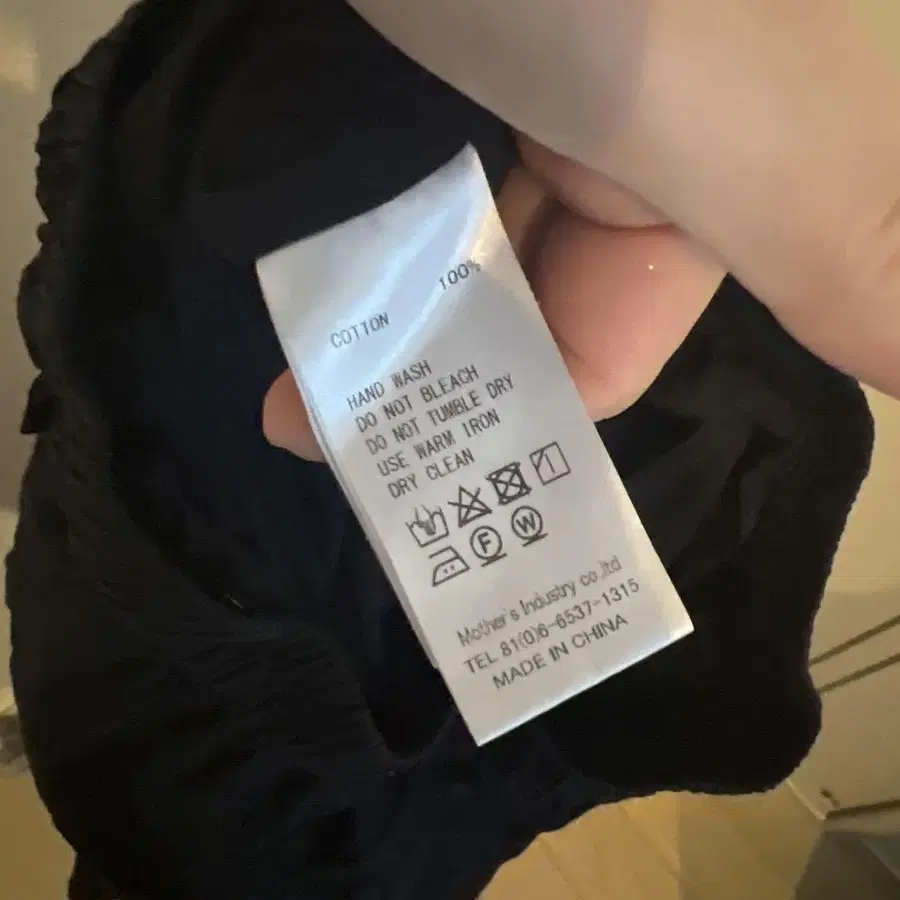 COTTON 100%
HAND WASH
DO NOT BLEACH
DO NOT TUMBLE DRY
USE WARM IRON
DRY CLEAN
F W
Mother's Industry co.,ltd
TEL 81(0)6-6537-1315
MADE IN CHINA